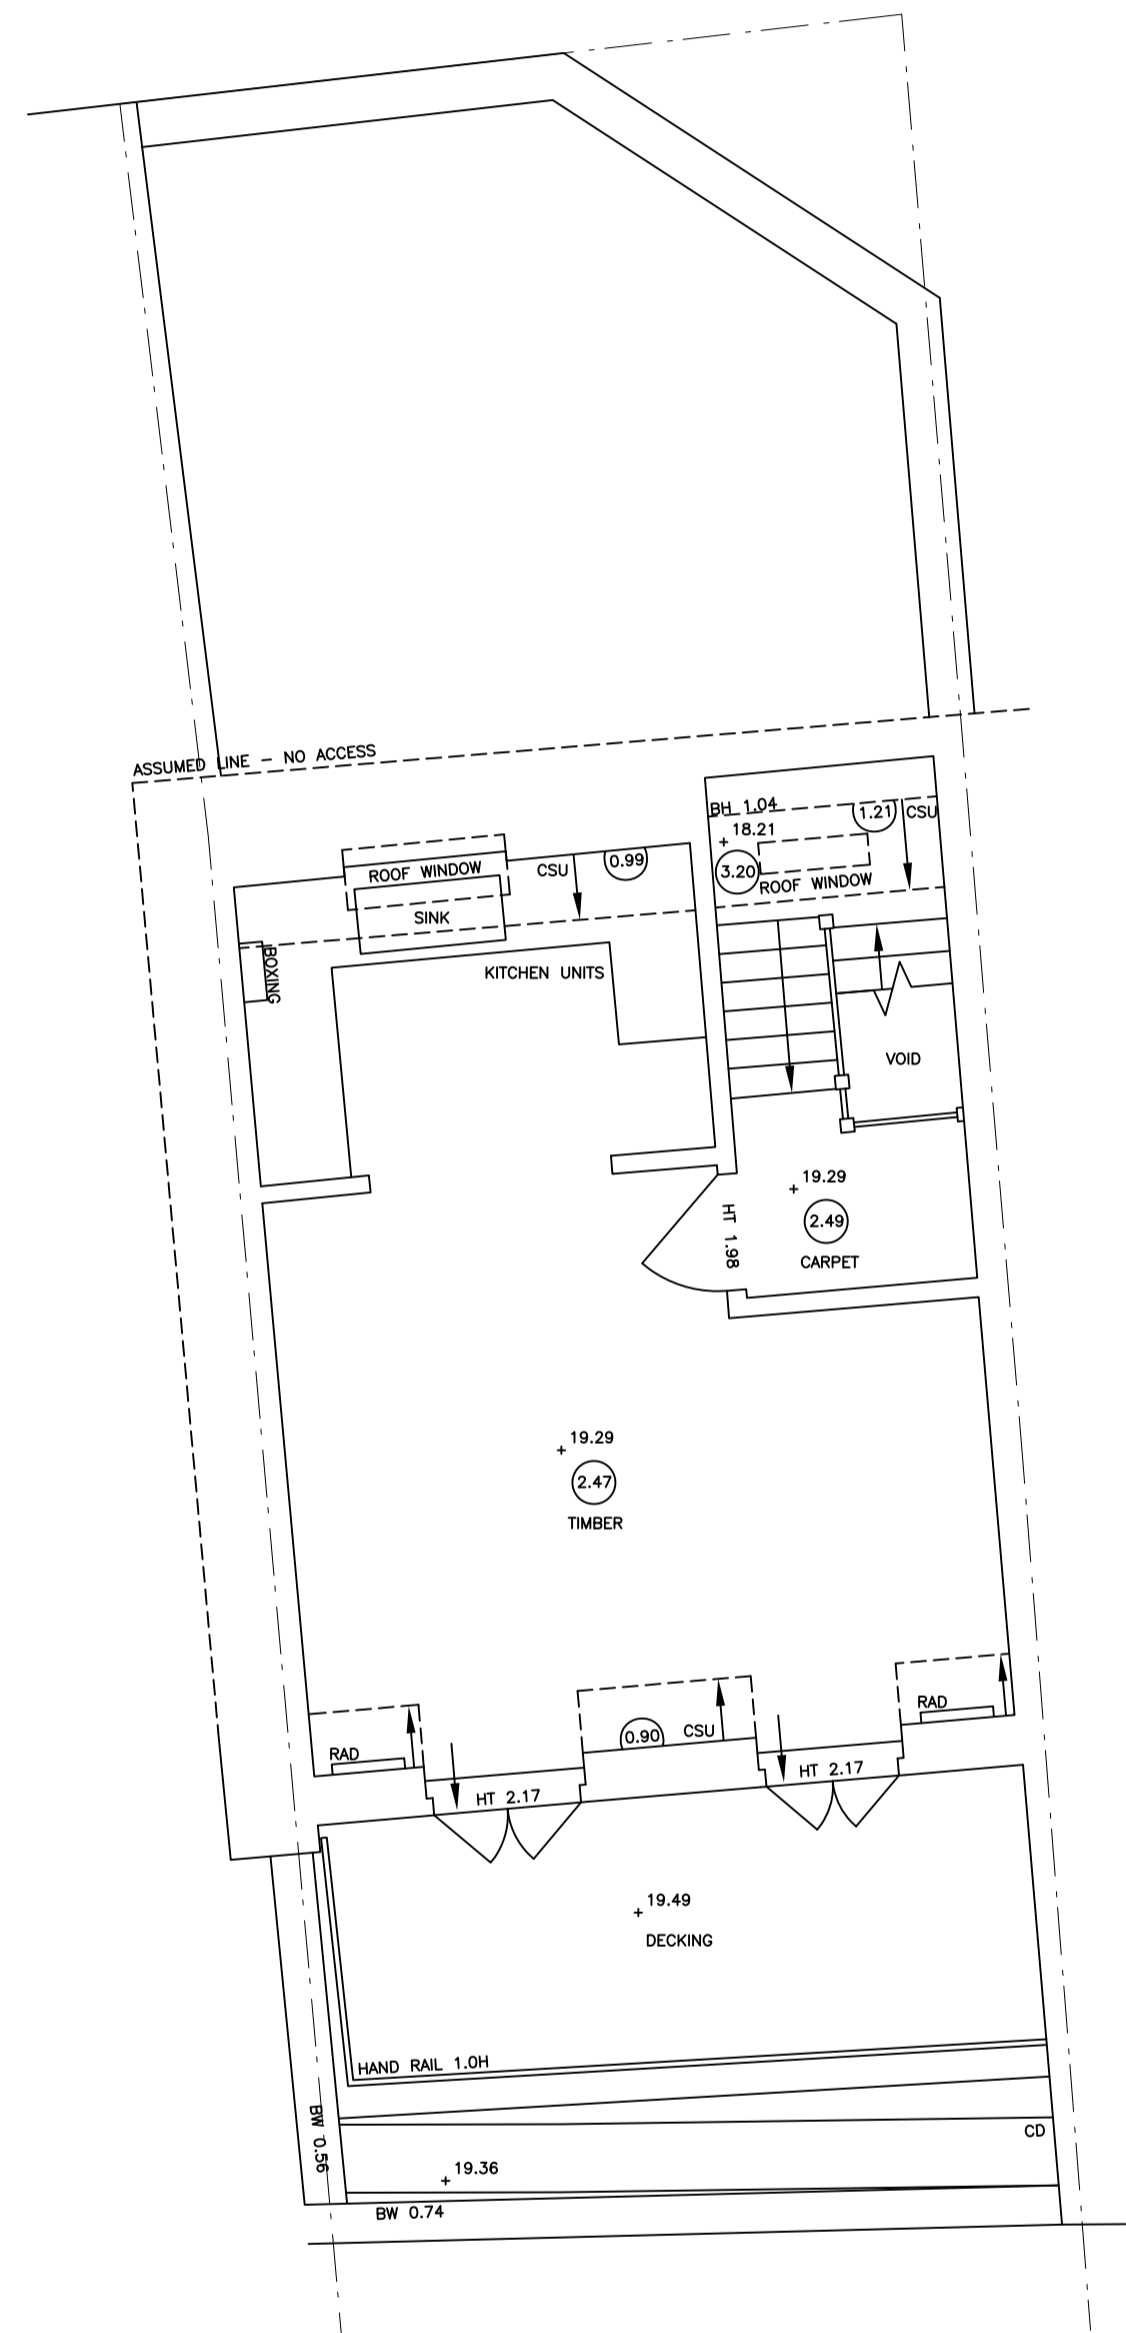 ASSUMED LINE - NO ACCESS
BH 1.04
1.21
CSU
18.21
3.20
ROOF WINDOW
ROOF WINDOW
CSU
0.99
SINK
BOXING
KITCHEN UNITS
VOID
19.29
2.49
CARPET
HT 1.98
19.29
2.47
TIMBER
RAD
RAD
0.90
CSU
HT 2.17
HT 2.17
19.49
DECKING
HAND RAIL 1.0H
BW 0.56
CD
19.36
BW 0.74